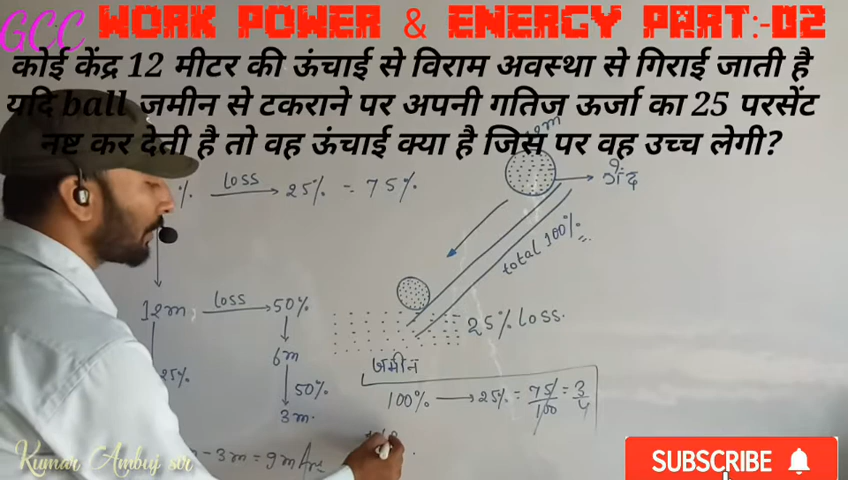 GCC WORK POWER & ENERGY PART:-02
कोई केंद्र 12 मीटर की ऊंचाई से विराम अवस्था से गिराई जाती है
यदि ball जमीन से टकराने पर अपनी गतिज ऊर्जा का 25 परसेंट
नष्ट कर देती है तो वह ऊंचाई क्या है जिस पर वह उच्च लेगी?
% loss 25% = 75%
गेंद
total 100%
12m loss 50%
25% loss.
6m
जमीन
25%
50%
100% 25% = 75/100 = 3/4
3m.
- 3m = 9m Ans
Kumar Ambuj sir
SUBSCRIBE